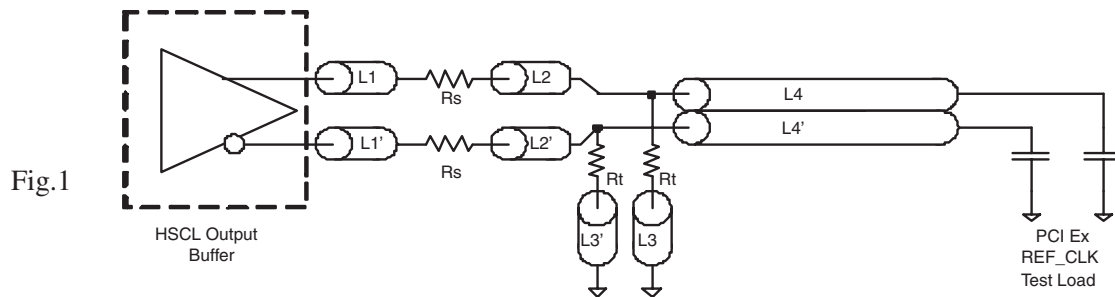 L1
Rs
L2
L4
L4'
L1'
Rs
L2'
Fig.1
Rt
Rt
L3'
L3
HSCL Output
Buffer
PCI Ex
REF_CLK
Test Load